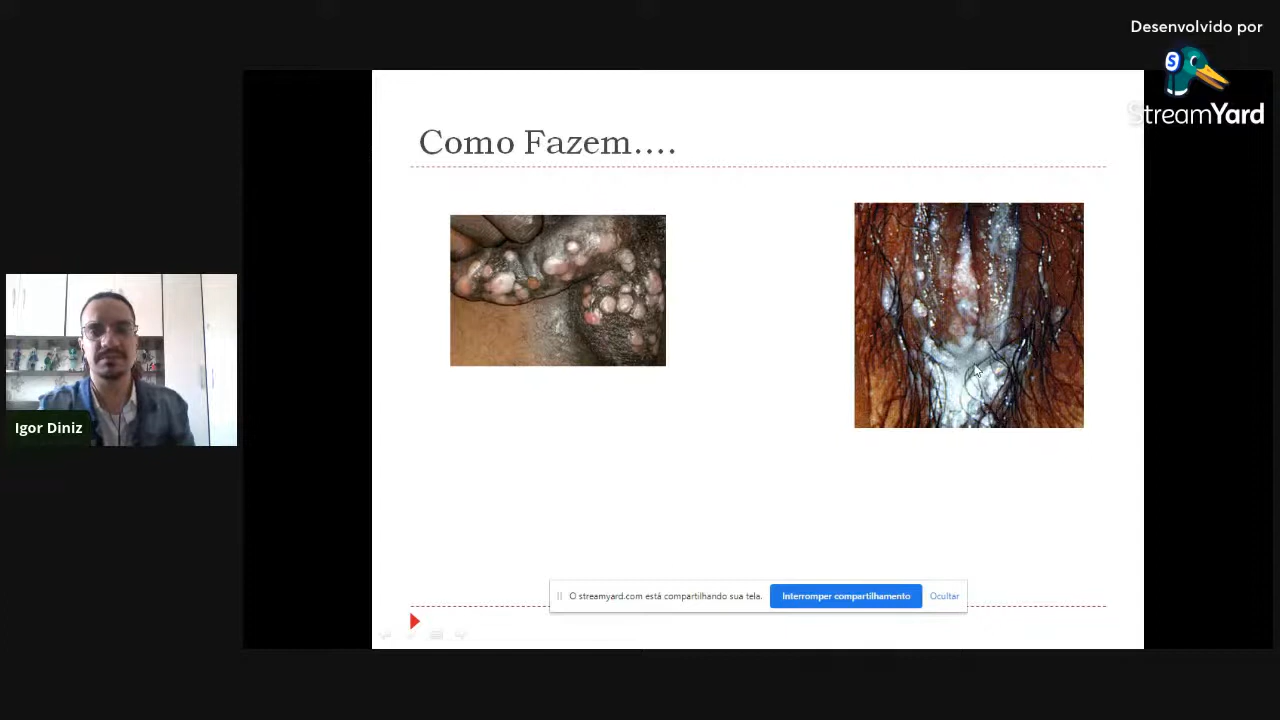 Desenvolvido por
StreamYard
Como Fazem....
Igor Diniz
O streamyard.com está compartilhando sua tela.
Interromper compartilhamento
Ocultar